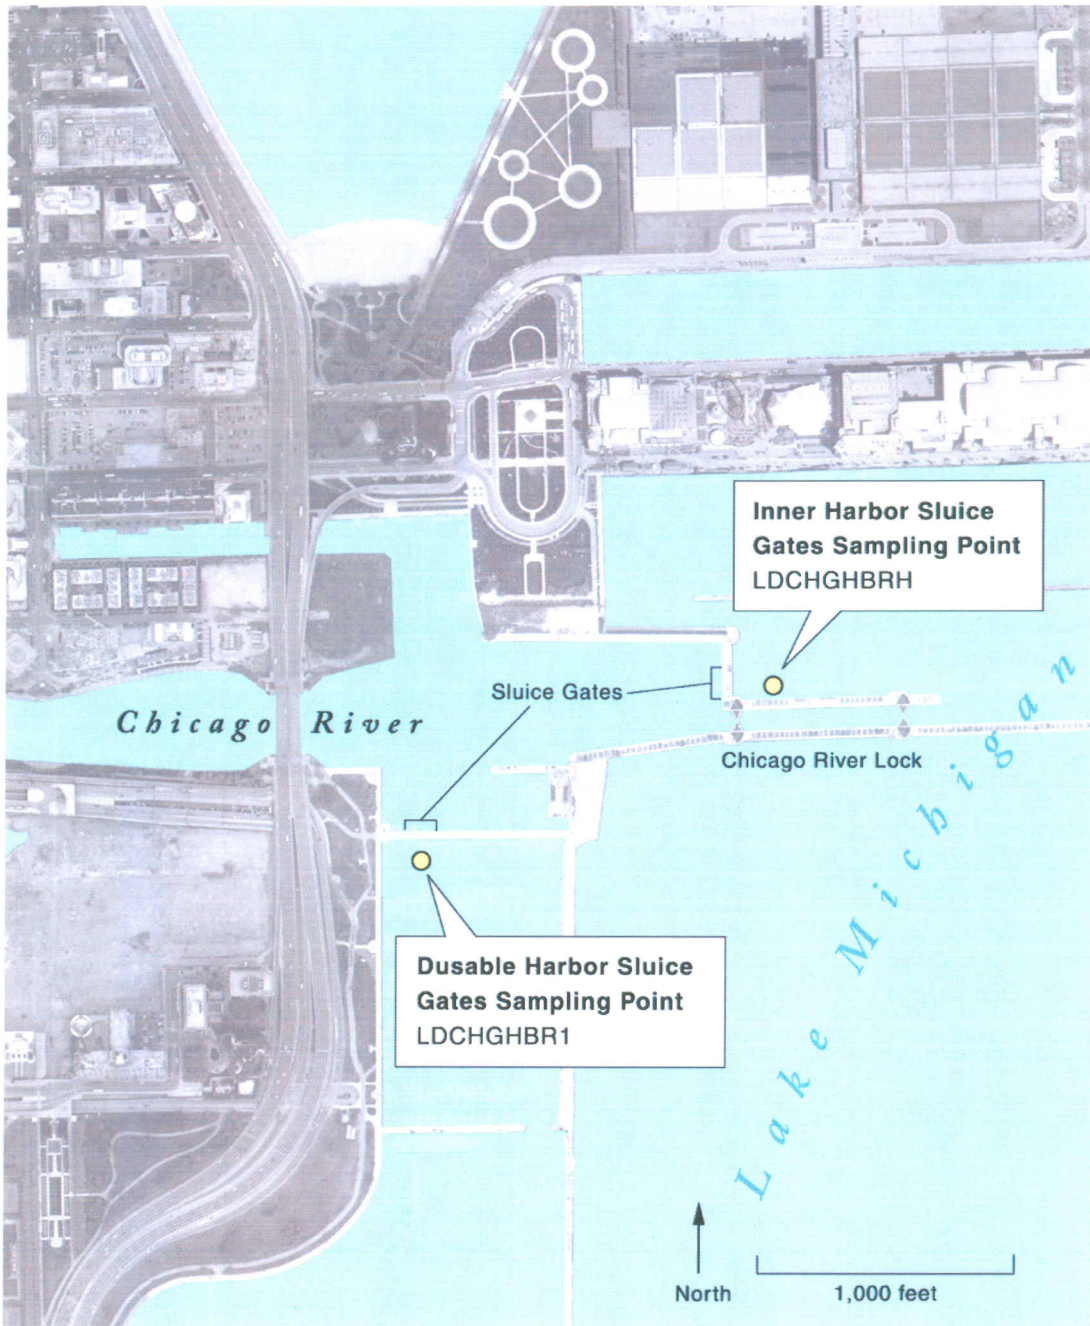 Inner Harbor Sluice
Gates Sampling Point
LDCHGHBRH
Sluice Gates
Chicago River
Chicago River Lock
Dusable Harbor Sluice
Gates Sampling Point
LDCHGHBR1
Lake Michigan
North
1,000 feet